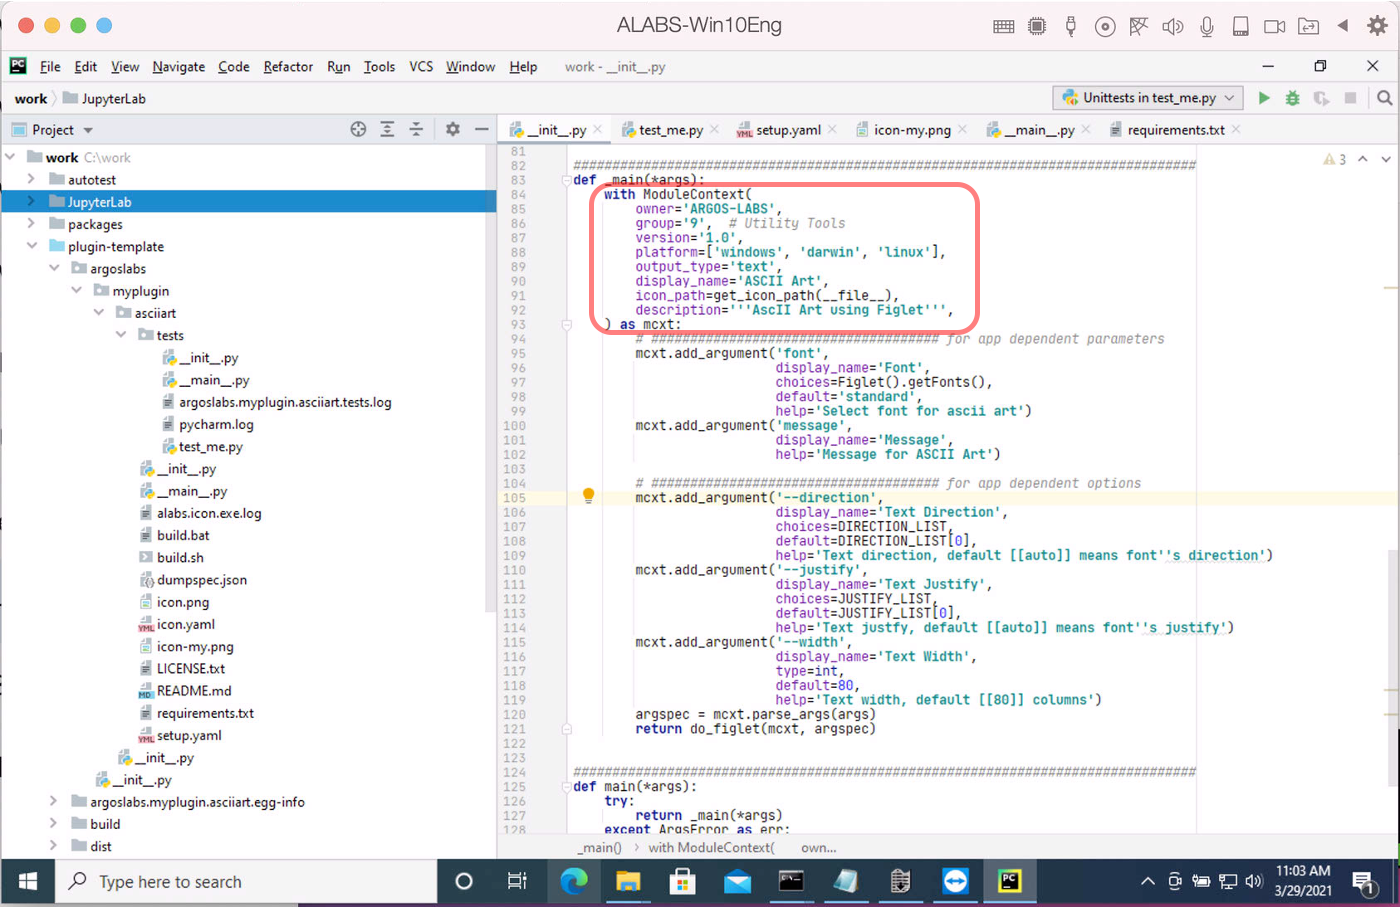 ALABS-Win10Eng
File Edit View Navigate Code Refactor Run Tools VCS Window Help work - __init__.py
work JupyterLab Unittests in test_me.py
Project __init__.py test_me.py setup.yaml icon-my.png __main__.py requirements.txt
work C:\work
autotest
JupyterLab
packages
plugin-template
argoslabs
myplugin
asciiart
tests
__init__.py
__main__.py
argoslabs.myplugin.asciiart.tests.log
pycharm.log
test_me.py
__init__.py
__main__.py
alabs.icon.exe.log
build.bat
build.sh
dumpspec.json
icon.png
icon.yaml
icon-my.png
LICENSE.txt
README.md
requirements.txt
setup.yaml
__init__.py
__init__.py
argoslabs.myplugin.asciiart.egg-info
build
dist
3
81
82 ################################################################################
83 def _main(*args):
84 with ModuleContext(
85 owner='ARGOS-LABS',
86 group='9', # Utility Tools
87 version='1.0',
88 platform=['windows', 'darwin', 'linux'],
89 output_type='text',
90 display_name='ASCII Art',
91 icon_path=get_icon_path(__file__),
92 description='''AscII Art using Figlet''',
93 ) as mcxt:
94 # ##################################### for app dependent parameters
95 mcxt.add_argument('font',
96 display_name='Font',
97 choices=Figlet().getFonts(),
98 default='standard',
99 help='Select font for ascii art')
100 mcxt.add_argument('message',
101 display_name='Message',
102 help='Message for ASCII Art')
103
104 # ##################################### for app dependent options
105 mcxt.add_argument('--direction',
106 display_name='Text Direction',
107 choices=DIRECTION_LIST,
108 default=DIRECTION_LIST[0],
109 help='Text direction, default [[auto]] means font''s direction')
110 mcxt.add_argument('--justify',
111 display_name='Text Justify',
112 choices=JUSTIFY_LIST,
113 default=JUSTIFY_LIST[0],
114 help='Text justfy, default [[auto]] means font''s justify')
115 mcxt.add_argument('--width',
116 display_name='Text Width',
117 type=int,
118 default=80,
119 help='Text width, default [[80]] columns')
120 argspec = mcxt.parse_args(args)
121 return do_figlet(mcxt, argspec)
122
123
124 ################################################################################
125 def main(*args):
126 try:
127 return _main(*args)
128 except ArgsError as err:
_main() with ModuleContext( own...
Type here to search
11:03 AM
3/29/2021
1